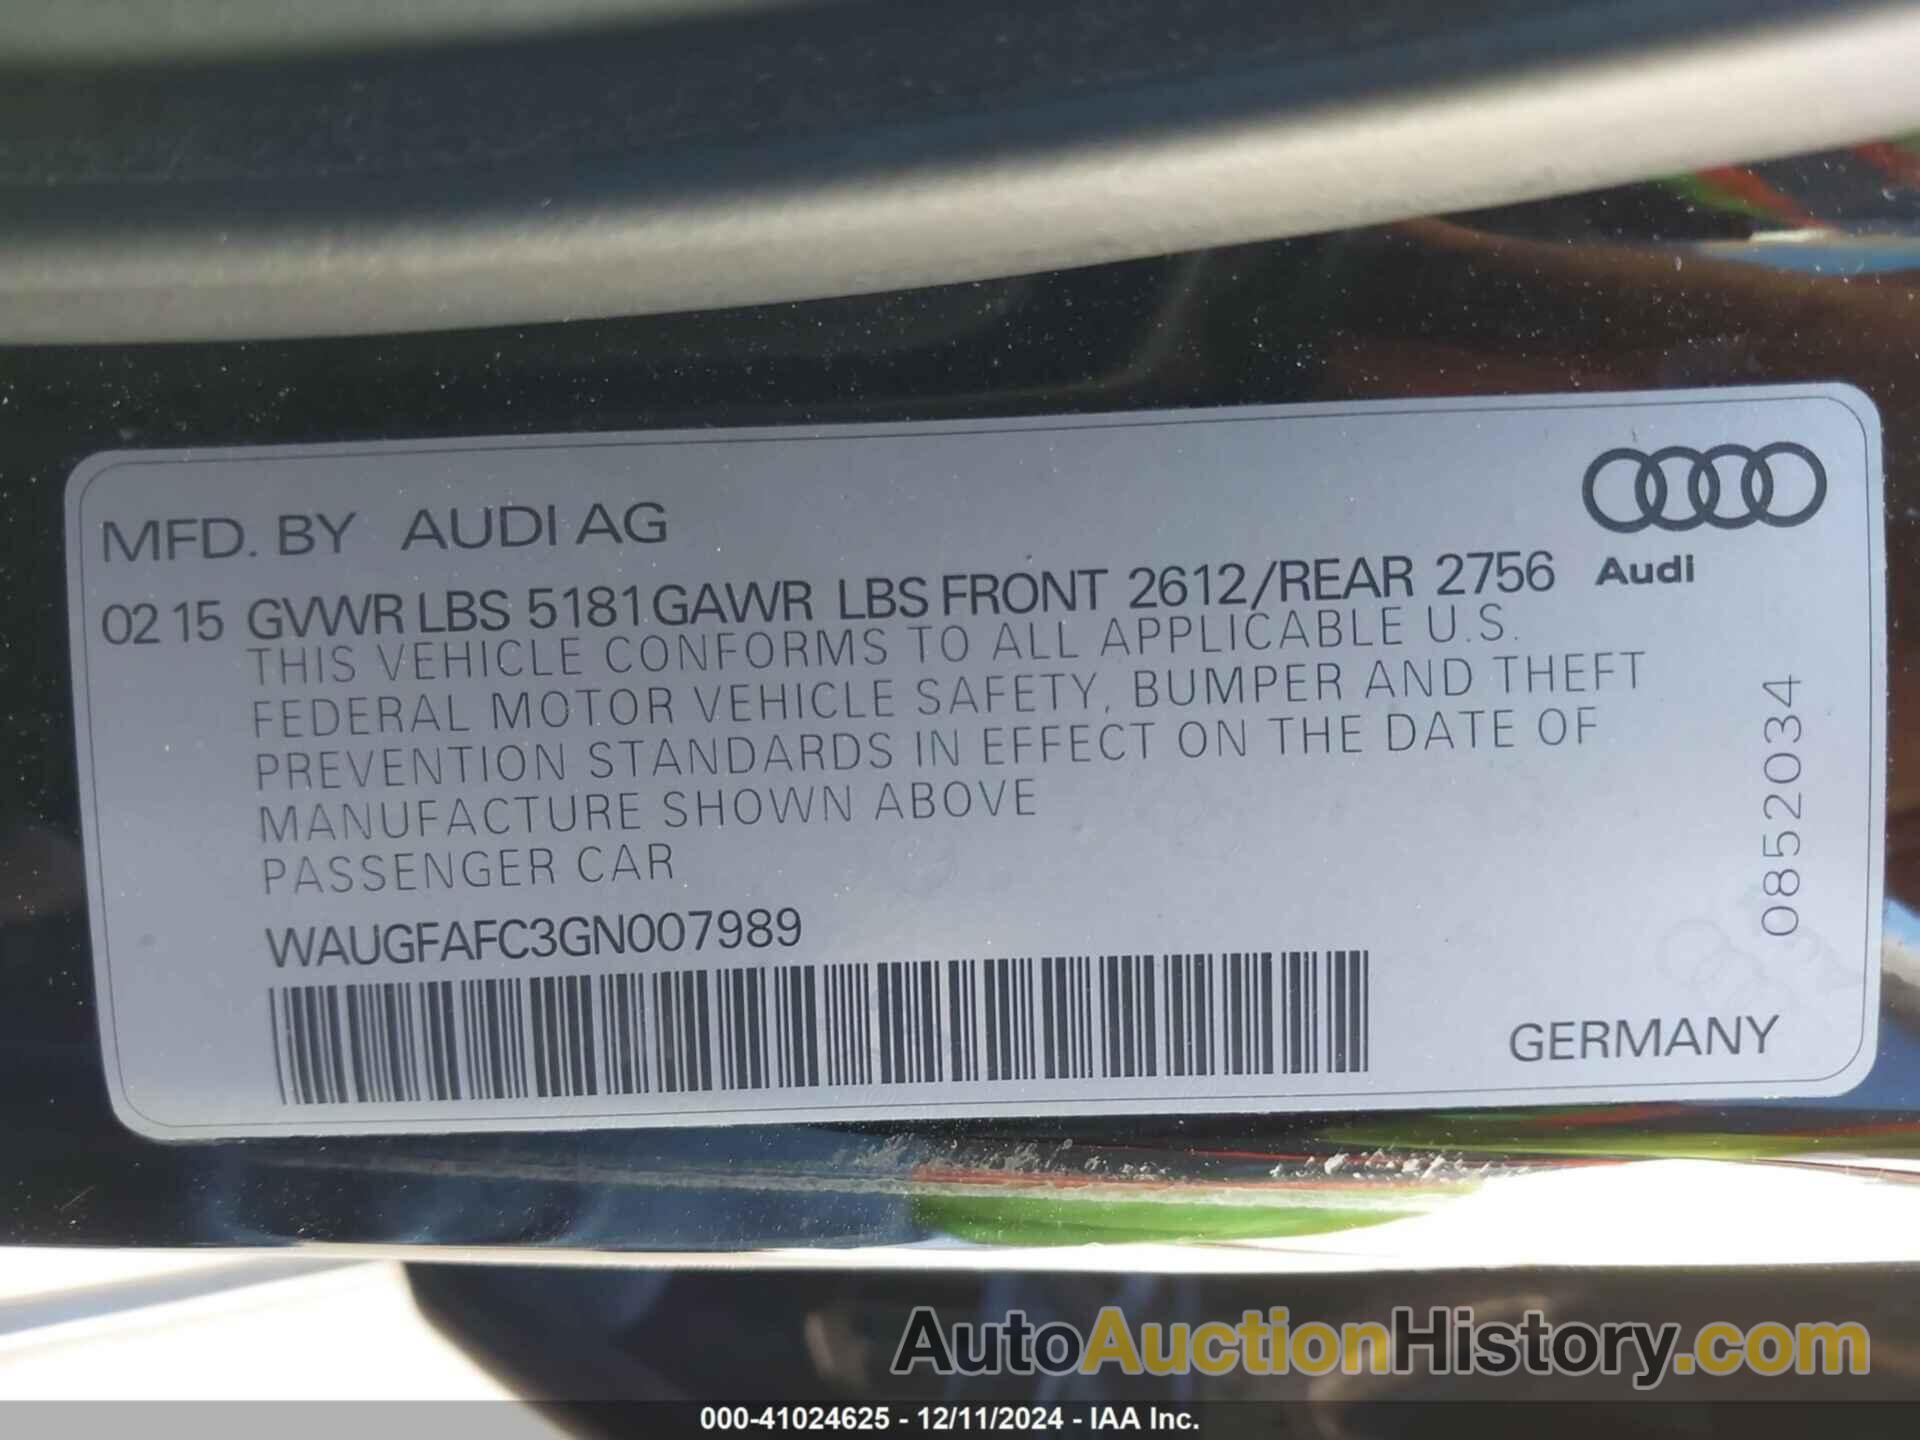 MFD. BY AUDI AG
Audi
02 15 GVWR LBS 5181GAWR LBS FRONT 2612/REAR 2756
THIS VEHICLE CONFORMS TO ALL APPLICABLE U.S.
FEDERAL MOTOR VEHICLE SAFETY, BUMPER AND THEFT
PREVENTION STANDARDS IN EFFECT ON THE DATE OF
MANUFACTURE SHOWN ABOVE
PASSENGER CAR
WAUGFAFC3GN007989
0852034
GERMANY
AutoAuctionHistory.com
000-41024625 - 12/11/2024 - IAA Inc.